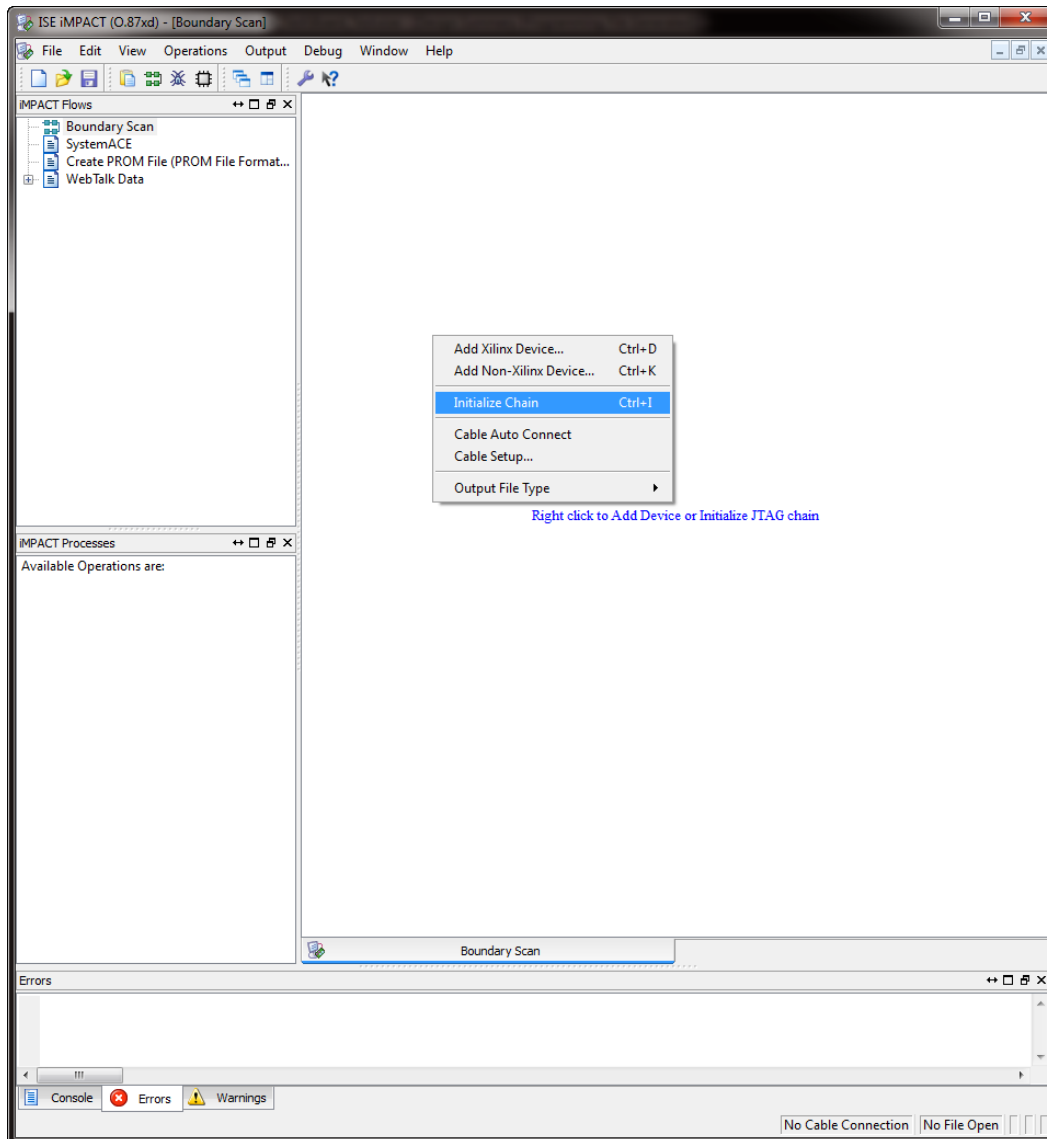 ISE iMPACT (O.87xd) - [Boundary Scan]
File Edit View Operations Output Debug Window Help
iMPACT Flows
Boundary Scan
SystemACE
Create PROM File (PROM File Format...
WebTalk Data
Add Xilinx Device... Ctrl+D
Add Non-Xilinx Device... Ctrl+K
Initialize Chain Ctrl+I
Cable Auto Connect
Cable Setup...
Output File Type
Right click to Add Device or Initialize JTAG chain
iMPACT Processes
Available Operations are:
Boundary Scan
Errors
Console Errors Warnings
No Cable Connection No File Open